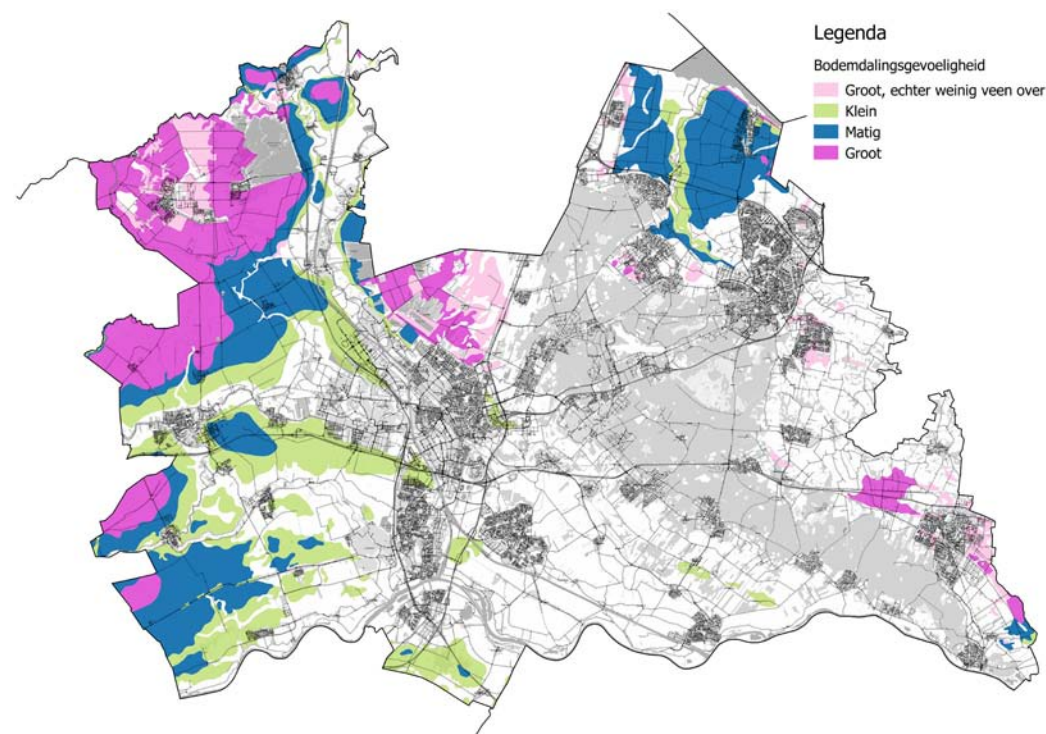 Legenda
Bodemdalingsgevoeligheid
Groot, echter weinig veen over
Klein
Matig
Groot